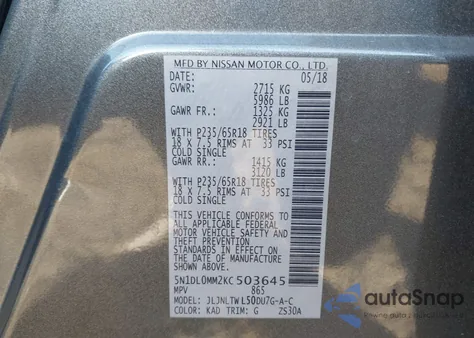 MFD BY NISSAN MOTOR CO., LTD.
DATE: 05/18
GVWR: 2715 KG
5986 LB
GAWR FR.: 1325 KG
2921 LB
WITH P235/65R18 TIRES
18 X 7.5 RIMS AT 33 PSI
COLD SINGLE
GAWR RR.: 1415 KG
3120 LB
WITH P235/65R18 TIRES
18 X 7.5 RIMS AT 33 PSI
COLD SINGLE
THIS VEHICLE CONFORMS TO
ALL APPLICABLE FEDERAL
MOTOR VEHICLE SAFETY AND
THEFT PREVENTION
STANDARDS IN EFFECT ON
THE DATE OF MANUFACTURE
SHOWN ABOVE.
5N1DL0MM2KC503645
MPV 865
MODEL: JLJNLTWL50DU7G-A-C
COLOR: KAD TRIM: G ZS30A
autaSnap